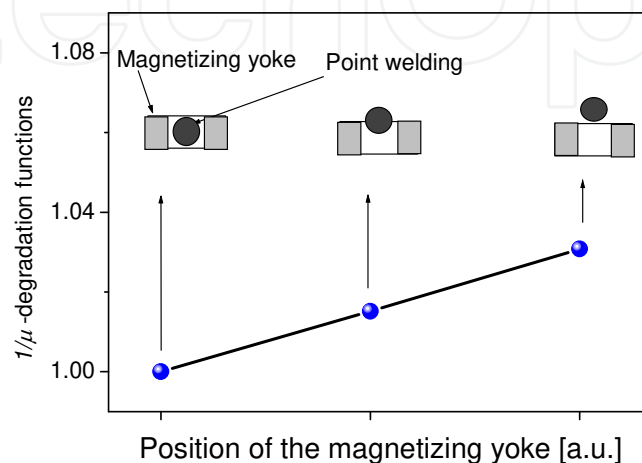 1.08
Magnetizing yoke
Point welding
1/μ -degradation functions
1.04
1.00
Position of the magnetizing yoke [a.u.]